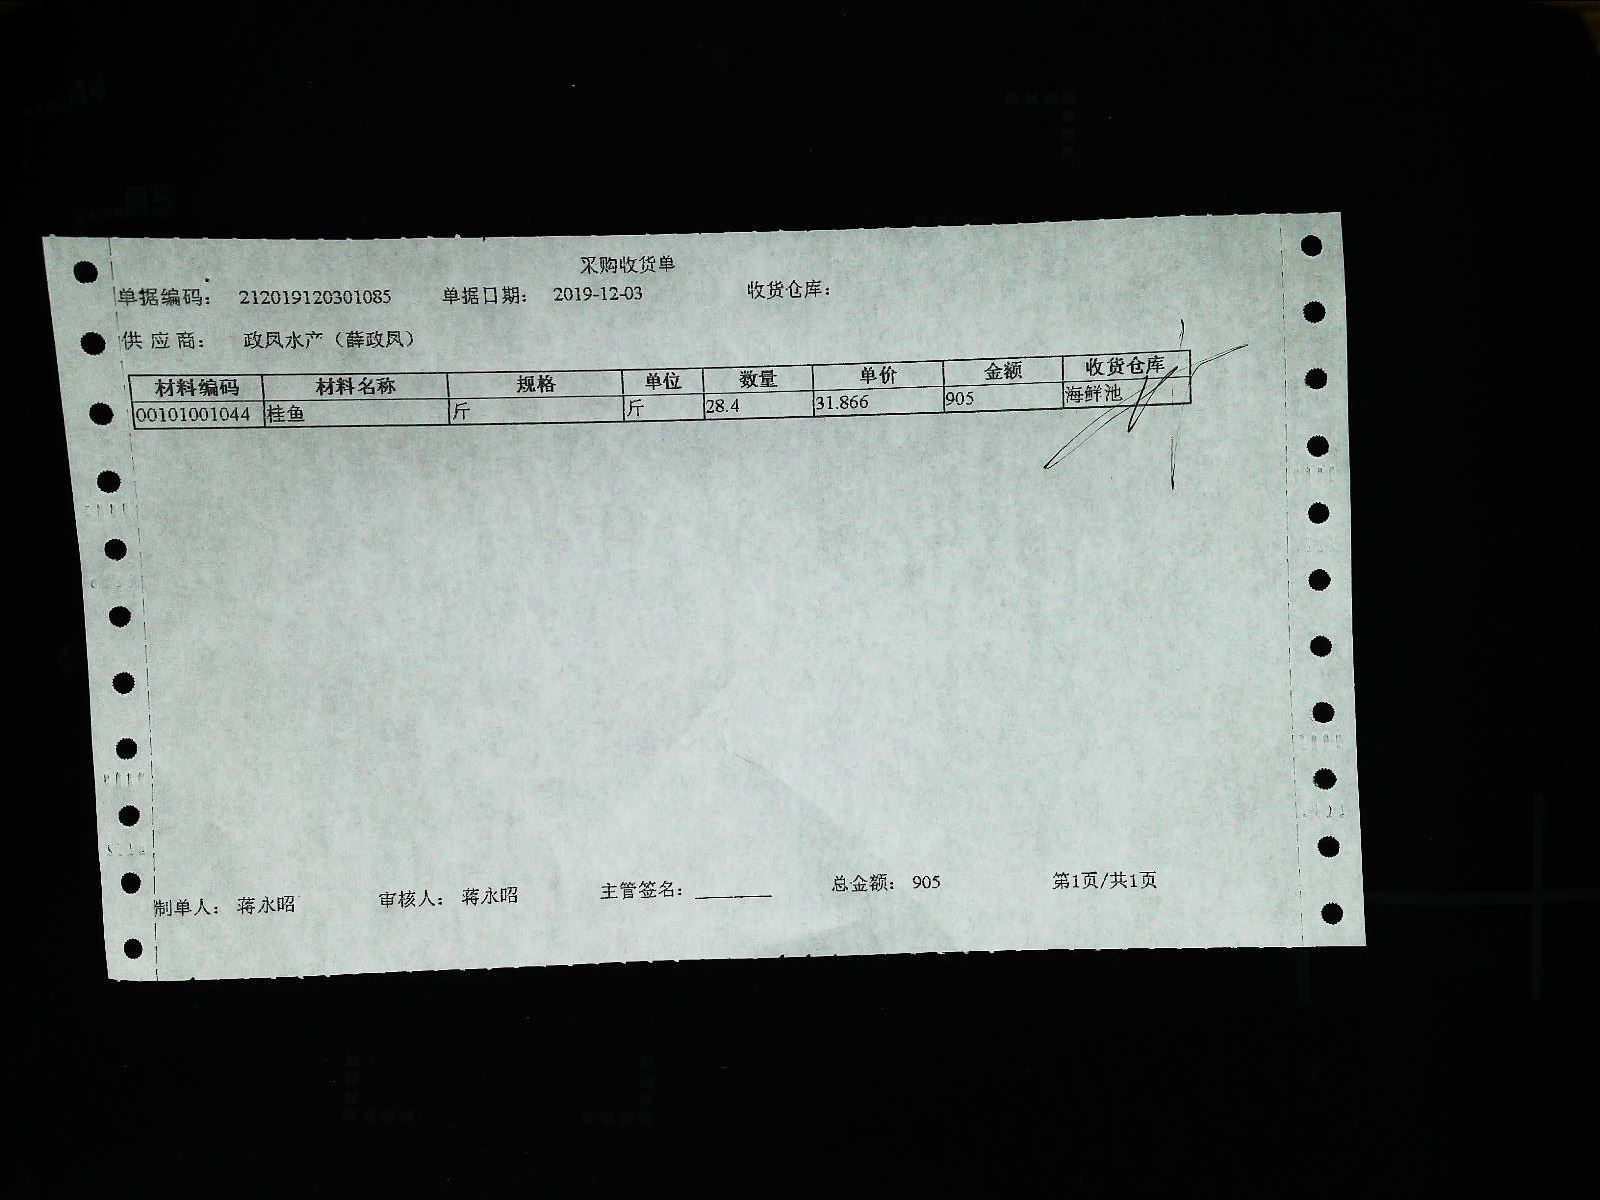 采购收货单
单据编码： 212019120301085 单据日期： 2019-12-03 收货仓库：
供应商： 政凤水产（薛政凤）
材料编码 材料名称 规格 单位 数量 单价 金额 收货仓库
00101001044 桂鱼 斤 斤 28.4 31.866 905 海鲜池
制单人： 蒋永昭 审核人： 蒋永昭 主管签名： 总金额： 905 第1页/共1页